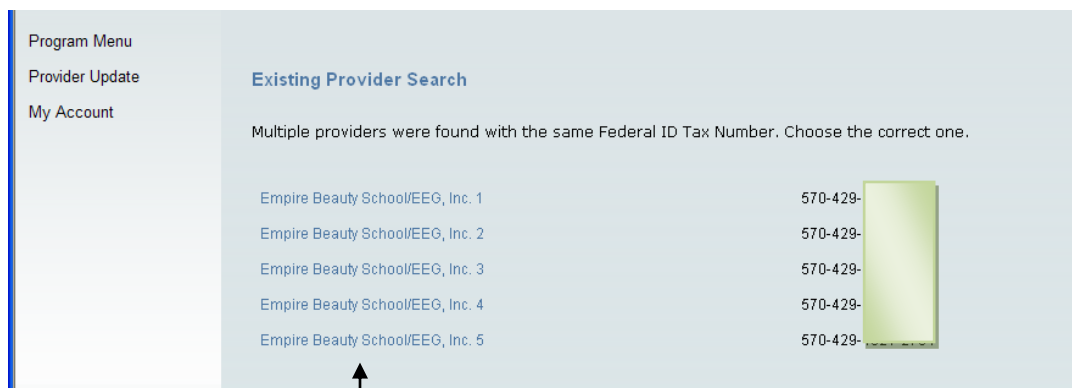 Program Menu
Provider Update
My Account
Existing Provider Search
Multiple providers were found with the same Federal ID Tax Number. Choose the correct one.
Empire Beauty School/EEG, Inc. 1 570-429-
Empire Beauty School/EEG, Inc. 2 570-429-
Empire Beauty School/EEG, Inc. 3 570-429-
Empire Beauty School/EEG, Inc. 4 570-429-
Empire Beauty School/EEG, Inc. 5 570-429-